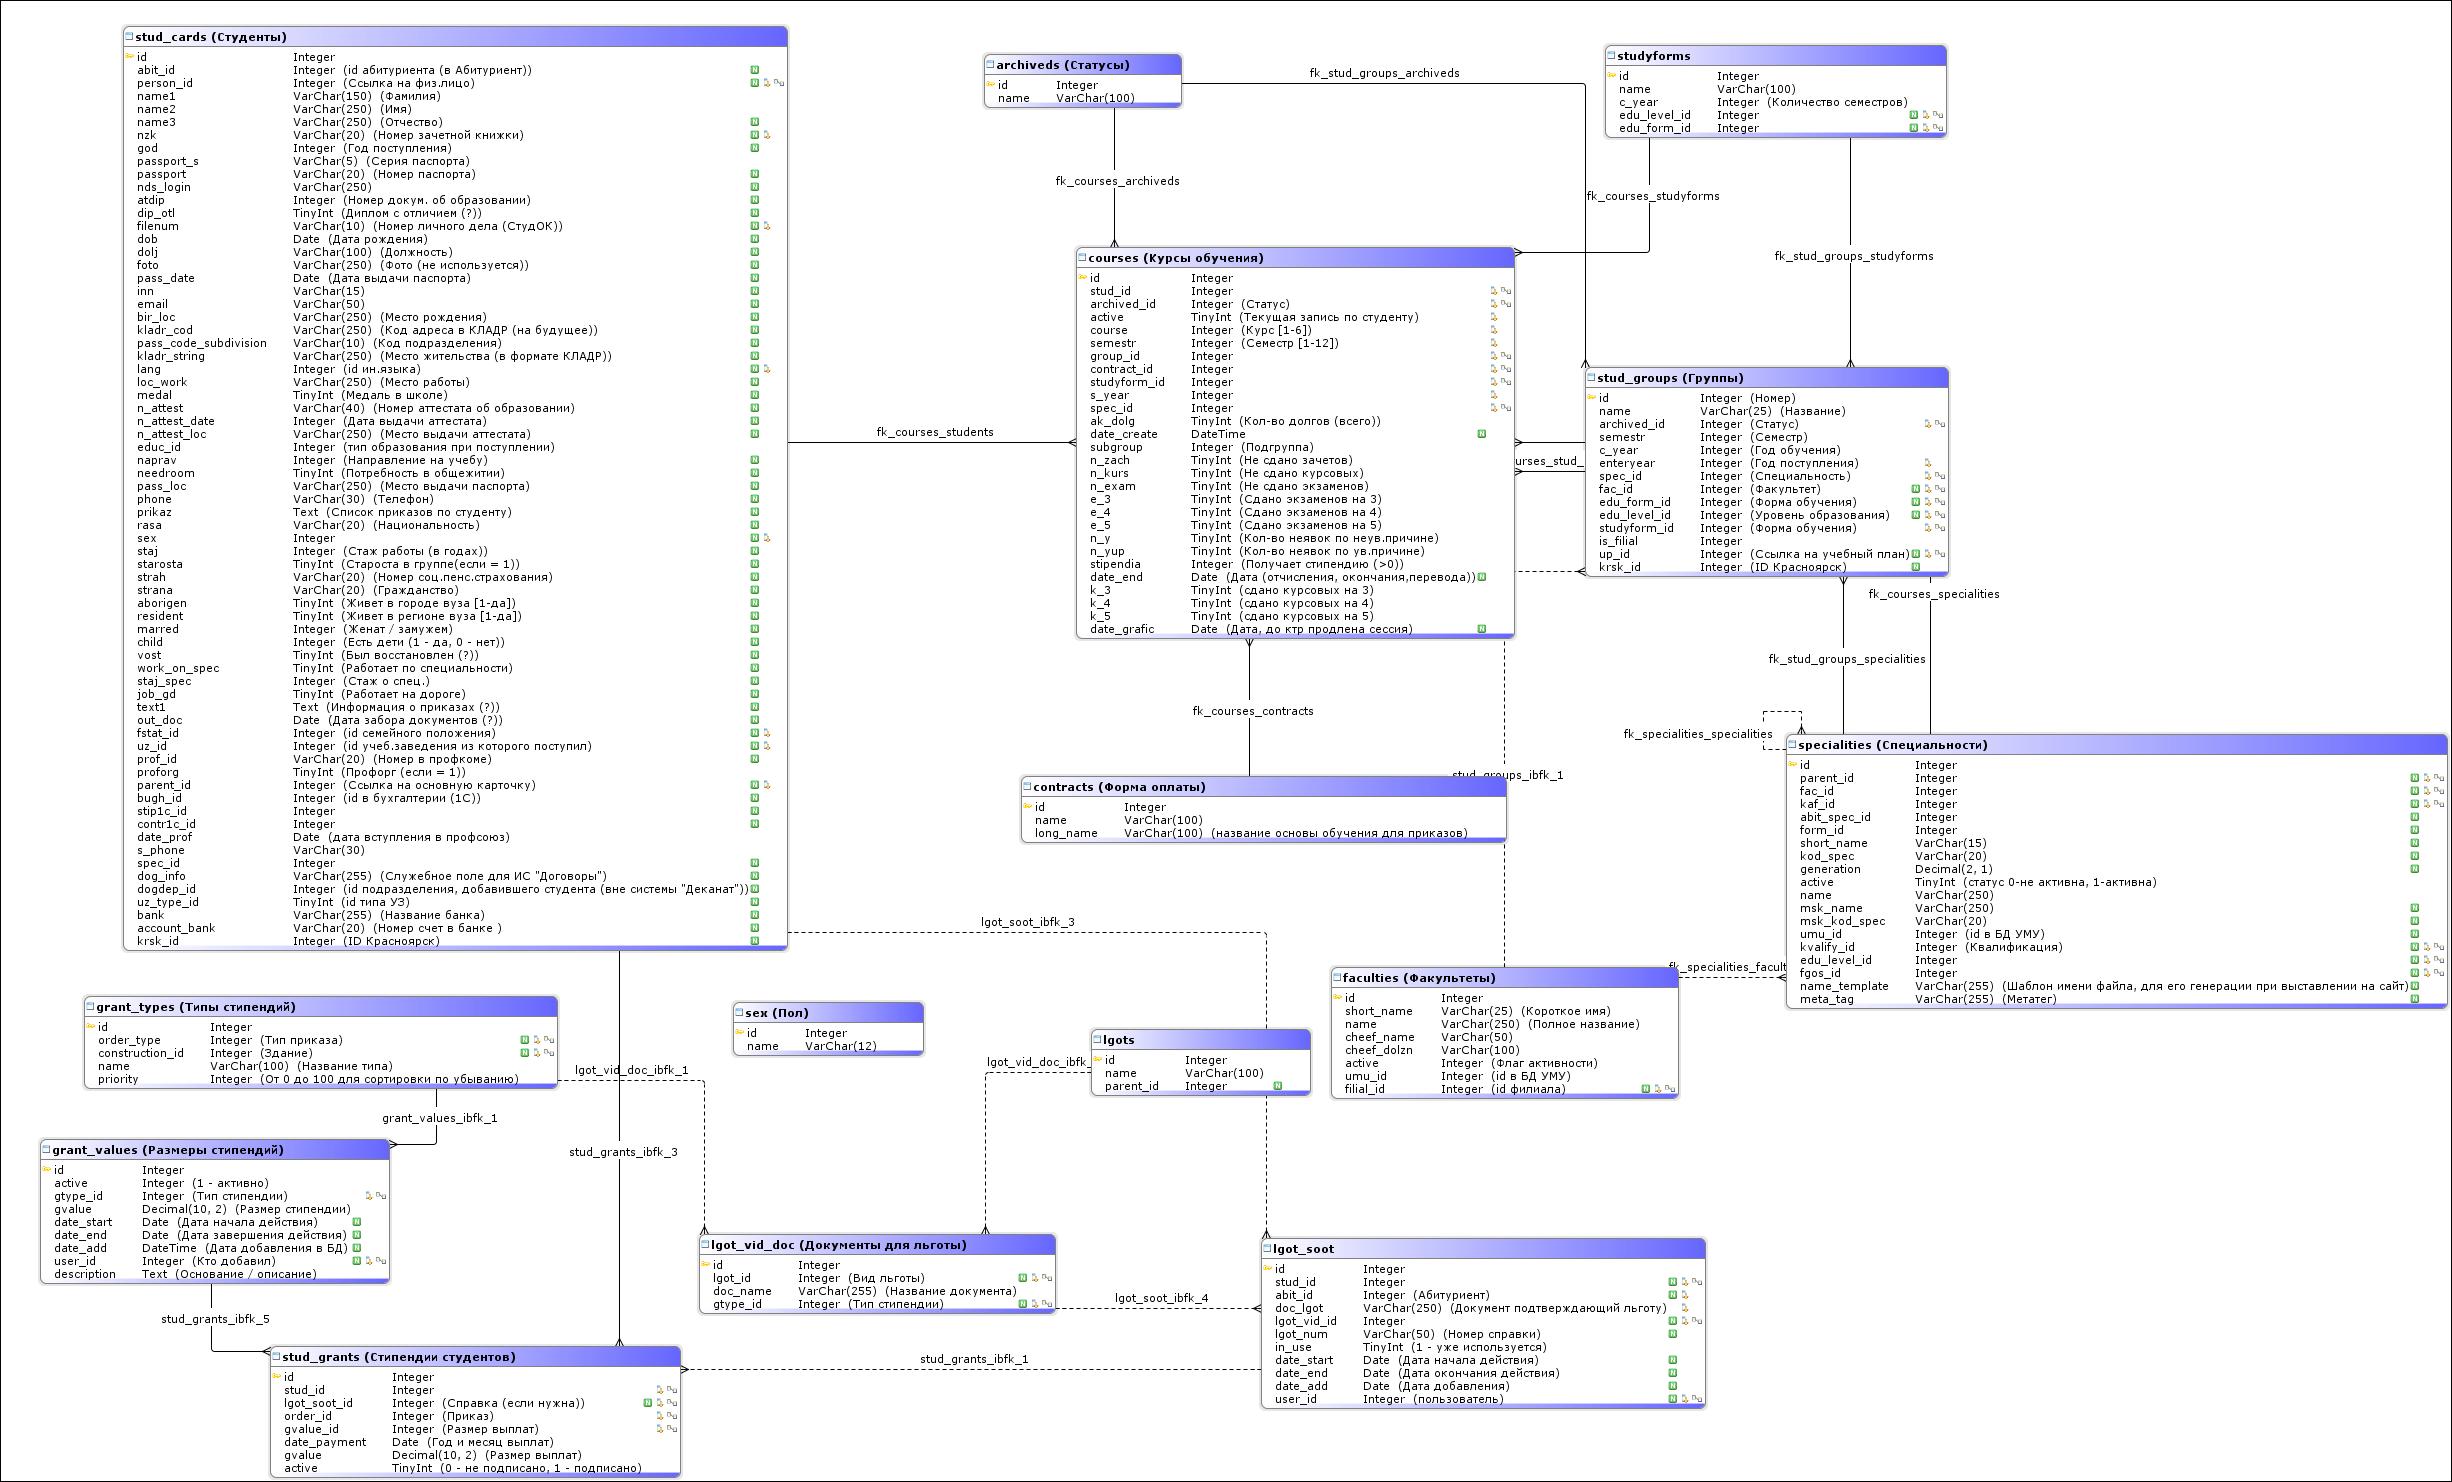 stud_cards (Студенты)
id Integer
abit_id Integer (id абитуриента (в Абитуриент))
person_id Integer (Ссылка на физ.лицо)
name1 VarChar(150) (Фамилия)
name2 VarChar(250) (Имя)
name3 VarChar(250) (Отчество)
nzk VarChar(20) (Номер зачетной книжки)
god Integer (Год поступления)
passport_s VarChar(5) (Серия паспорта)
passport VarChar(20) (Номер паспорта)
nds_login VarChar(250)
atdip Integer (Номер докум. об образовании)
dip_otl TinyInt (Диплом с отличием (?))
filenum VarChar(10) (Номер личного дела (СтудОК))
dob Date (Дата рождения)
dolj VarChar(100) (Должность)
foto VarChar(250) (Фото (не используется))
pass_date Date (Дата выдачи паспорта)
inn VarChar(15)
email VarChar(50)
bir_loc VarChar(250) (Место рождения)
kladr_cod VarChar(250) (Код адреса в КЛАДР (на будущее))
pass_code_subdivision VarChar(10) (Код подразделения)
kladr_string VarChar(250) (Место жительства (в формате КЛАДР))
lang Integer (id ин.языка)
loc_work VarChar(250) (Место работы)
medal TinyInt (Медаль в школе)
n_attest VarChar(40) (Номер аттестата об образовании)
n_attest_date Integer (Дата выдачи аттестата)
n_attest_loc VarChar(250) (Место выдачи аттестата)
educ_id Integer (тип образования при поступлении)
naprav Integer (Направление на учебу)
needroom TinyInt (Потребность в общежитии)
pass_loc VarChar(250) (Место выдачи паспорта)
phone VarChar(30) (Телефон)
prikaz Text (Список приказов по студенту)
rasa VarChar(20) (Национальность)
sex Integer
staj Integer (Стаж работы (в годах))
starosta TinyInt (Староста в группе(если = 1))
strah VarChar(20) (Номер соц.пенс.страхования)
strana VarChar(20) (Гражданство)
aborigen TinyInt (Живет в городе вуза [1-да])
resident TinyInt (Живет в регионе вуза [1-да])
marred Integer (Женат / замужем)
child Integer (Есть дети (1 - да, 0 - нет))
vost TinyInt (Был восстановлен (?))
work_on_spec TinyInt (Работает по специальности)
staj_spec Integer (Стаж о спец.)
job_gd TinyInt (Работает на дороге)
text1 Text (Информация о приказах (?))
out_doc Date (Дата забора документов (?))
fstat_id Integer (id семейного положения)
uz_id Integer (id учеб.заведения из которого поступил)
prof_id VarChar(20) (Номер в профкоме)
proforg TinyInt (Профорг (если = 1))
parent_id Integer (Ссылка на основную карточку)
bugh_id Integer (id в бухгалтерии (1С))
stip1c_id Integer
contr1c_id Integer
date_prof Date (дата вступления в профсоюз)
s_phone VarChar(30)
spec_id Integer
dog_info VarChar(255) (Служебное поле для ИС "Договоры")
dogdep_id Integer (id подразделения, добавившего студента (вне системы "Деканат"))
uz_type_id TinyInt (id типа УЗ)
bank VarChar(255) (Название банка)
account_bank VarChar(20) (Номер счет в банке )
krsk_id Integer (ID Красноярск)
archiveds (Статусы)
id Integer
name VarChar(100)
fk_stud_groups_archiveds
studyforms
id Integer
name VarChar(100)
c_year Integer (Количество семестров)
edu_level_id Integer
edu_form_id Integer
fk_courses_archiveds
fk_courses_studyforms
fk_stud_groups_studyforms
courses (Курсы обучения)
id Integer
stud_id Integer
archived_id Integer (Статус)
active TinyInt (Текущая запись по студенту)
course Integer (Курс [1-6])
semestr Integer (Семестр [1-12])
group_id Integer
contract_id Integer
studyform_id Integer
s_year Integer
spec_id Integer
ak_dolg TinyInt (Кол-во долгов (всего))
date_create DateTime
subgroup Integer (Подгруппа)
n_zach TinyInt (Не сдано зачетов)
n_kurs TinyInt (Не сдано курсовых)
n_exam TinyInt (Не сдано экзаменов)
e_3 TinyInt (Сдано экзаменов на 3)
e_4 TinyInt (Сдано экзаменов на 4)
e_5 TinyInt (Сдано экзаменов на 5)
n_y TinyInt (Кол-во неявок по неув.причине)
n_yup TinyInt (Кол-во неявок по ув.причине)
stipendia Integer (Получает стипендию (>0))
date_end Date (Дата (отчисления, окончания,перевода))
k_3 TinyInt (сдано курсовых на 3)
k_4 TinyInt (сдано курсовых на 4)
k_5 TinyInt (сдано курсовых на 5)
date_grafic Date (Дата, до ктр продлена сессия)
fk_courses_students
urses_stud_
stud_groups (Группы)
id Integer (Номер)
name VarChar(25) (Название)
archived_id Integer (Статус)
semestr Integer (Семестр)
c_year Integer (Год обучения)
enteryear Integer (Год поступления)
spec_id Integer (Специальность)
fac_id Integer (Факультет)
edu_form_id Integer (Форма обучения)
edu_level_id Integer (Уровень образования)
studyform_id Integer (Форма обучения)
is_filial Integer
up_id Integer (Ссылка на учебный план)
krsk_id Integer (ID Красноярск)
fk_courses_specialities
fk_stud_groups_specialities
fk_courses_contracts
fk_specialities_specialities
stud_groups_ibfk_1
contracts (Форма оплаты)
id Integer
name VarChar(100)
long_name VarChar(100) (название основы обучения для приказов)
specialities (Специальности)
id Integer
parent_id Integer
fac_id Integer
kaf_id Integer
abit_spec_id Integer
form_id Integer
short_name VarChar(15)
kod_spec VarChar(20)
generation Decimal(2, 1)
active TinyInt (статус 0-не активна, 1-активна)
name VarChar(250)
msk_name VarChar(250)
msk_kod_spec VarChar(20)
umu_id Integer (id в БД УМУ)
kvalify_id Integer (Квалификация)
edu_level_id Integer
fgos_id Integer
name_template VarChar(255) (Шаблон имени файла, для его генерации при выставлении на сайт)
meta_tag VarChar(255) (Метатег)
lgot_soot_ibfk_3
fk_specialities_facult
faculties (Факультеты)
id Integer
short_name VarChar(25) (Короткое имя)
name VarChar(250) (Полное название)
cheef_name VarChar(50)
cheef_dolzn VarChar(100)
active Integer (Флаг активности)
umu_id Integer (id в БД УМУ)
filial_id Integer (id филиала)
grant_types (Типы стипендий)
id Integer
order_type Integer (Тип приказа)
construction_id Integer (Здание)
name VarChar(100) (Название типа)
priority Integer (От 0 до 100 для сортировки по убыванию)
sex (Пол)
id Integer
name VarChar(12)
lgots
id Integer
name VarChar(100)
parent_id Integer
lgot_vid_doc_ibfk_1
lgot_vid_doc_ibfk_
grant_values_ibfk_1
stud_grants_ibfk_3
grant_values (Размеры стипендий)
id Integer
active Integer (1 - активно)
gtype_id Integer (Тип стипендии)
gvalue Decimal(10, 2) (Размер стипендии)
date_start Date (Дата начала действия)
date_end Date (Дата завершения действия)
date_add DateTime (Дата добавления в БД)
user_id Integer (Кто добавил)
description Text (Основание / описание)
lgot_vid_doc (Документы для льготы)
id Integer
lgot_id Integer (Вид льготы)
doc_name VarChar(255) (Название документа)
gtype_id Integer (Тип стипендии)
lgot_soot_ibfk_4
lgot_soot
id Integer
stud_id Integer
abit_id Integer (Абитуриент)
doc_lgot VarChar(250) (Документ подтверждающий льготу)
lgot_vid_id Integer
lgot_num VarChar(50) (Номер справки)
in_use TinyInt (1 - уже используется)
date_start Date (Дата начала действия)
date_end Date (Дата окончания действия)
date_add Date (Дата добавления)
user_id Integer (пользователь)
stud_grants_ibfk_5
stud_grants_ibfk_1
stud_grants (Стипендии студентов)
id Integer
stud_id Integer
lgot_soot_id Integer (Справка (если нужна))
order_id Integer (Приказ)
gvalue_id Integer (Размер выплат)
date_payment Date (Год и месяц выплат)
gvalue Decimal(10, 2) (Размер выплат)
active TinyInt (0 - не подписано, 1 - подписано)